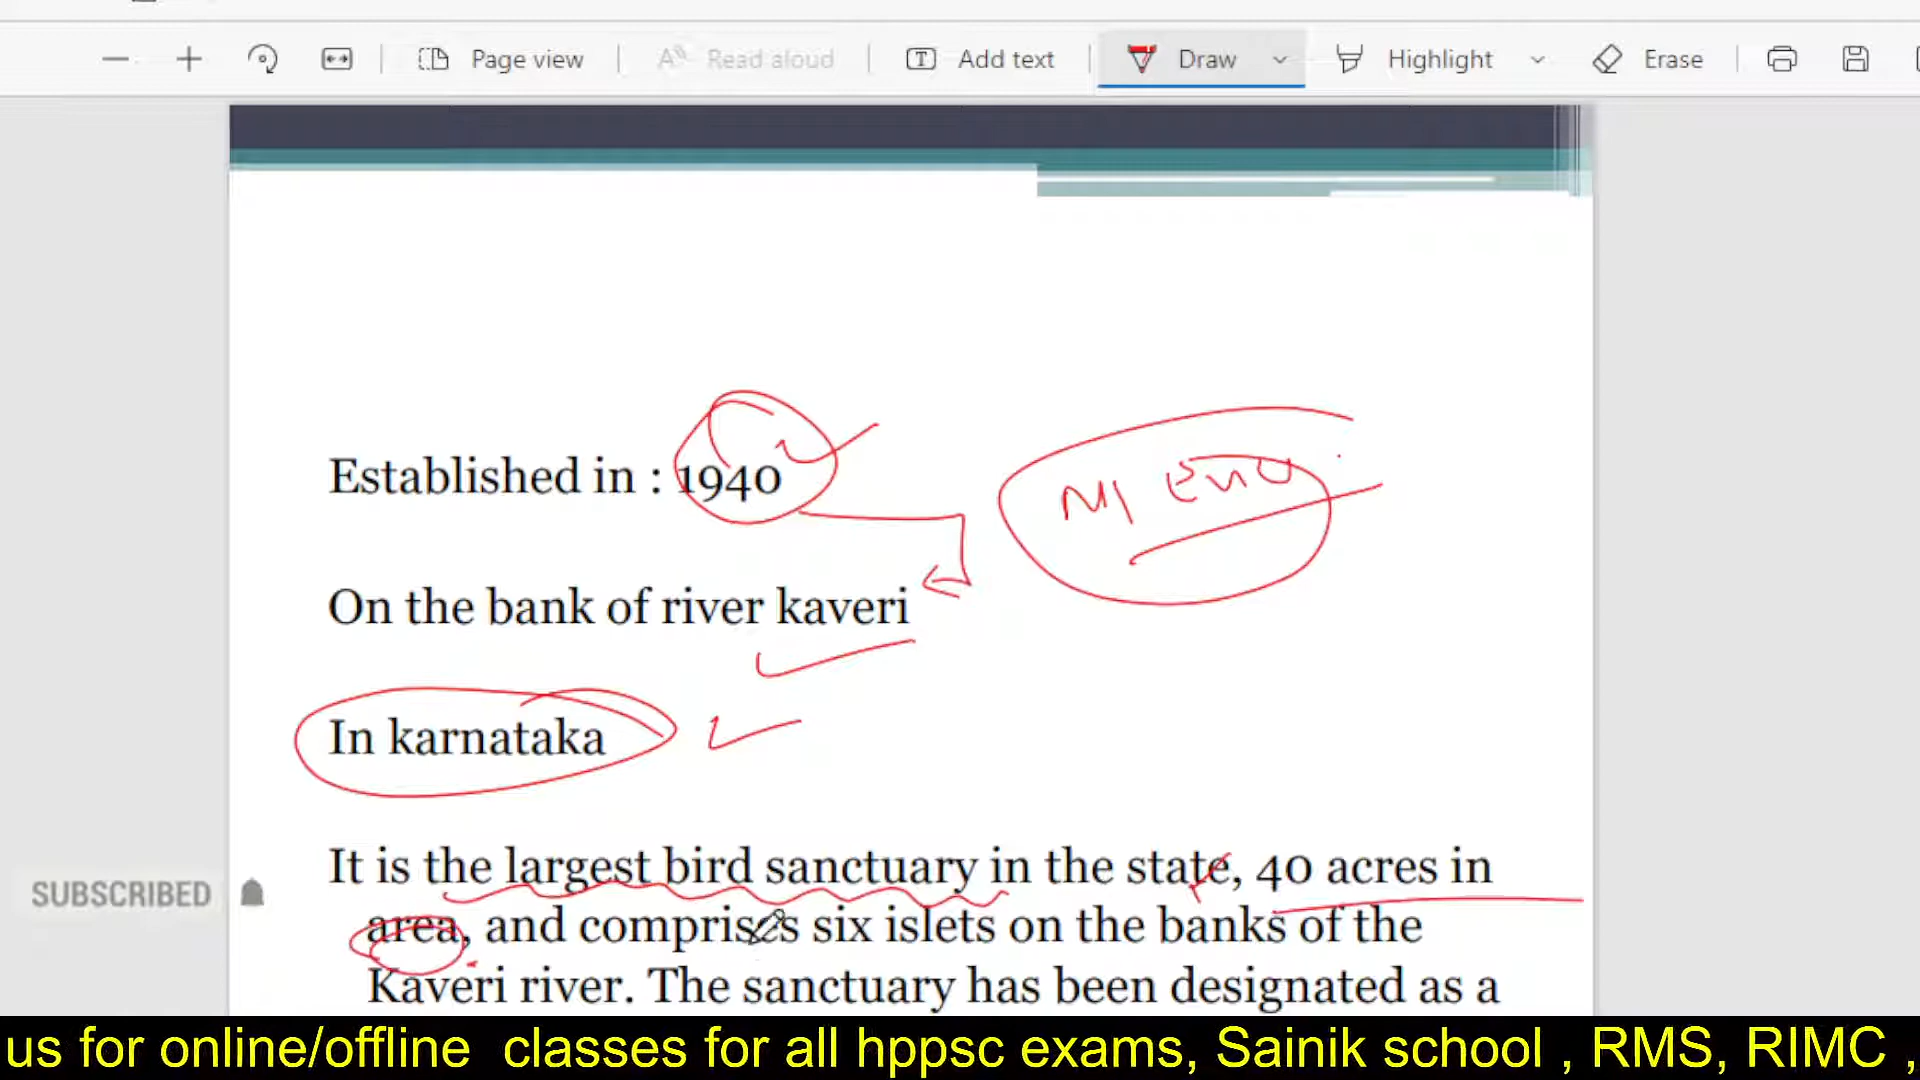 Page view
Read aloud
Add text
Draw
Highlight
Erase
Established in : 1940
On the bank of river kaveri
In karnataka
It is the largest bird sanctuary in the state, 40 acres in
area, and comprises six islets on the banks of the
Kaveri river. The sanctuary has been designated as a
SUBSCRIBED
us for online/offline classes for all hppsc exams, Sainik school , RMS, RIMC ,